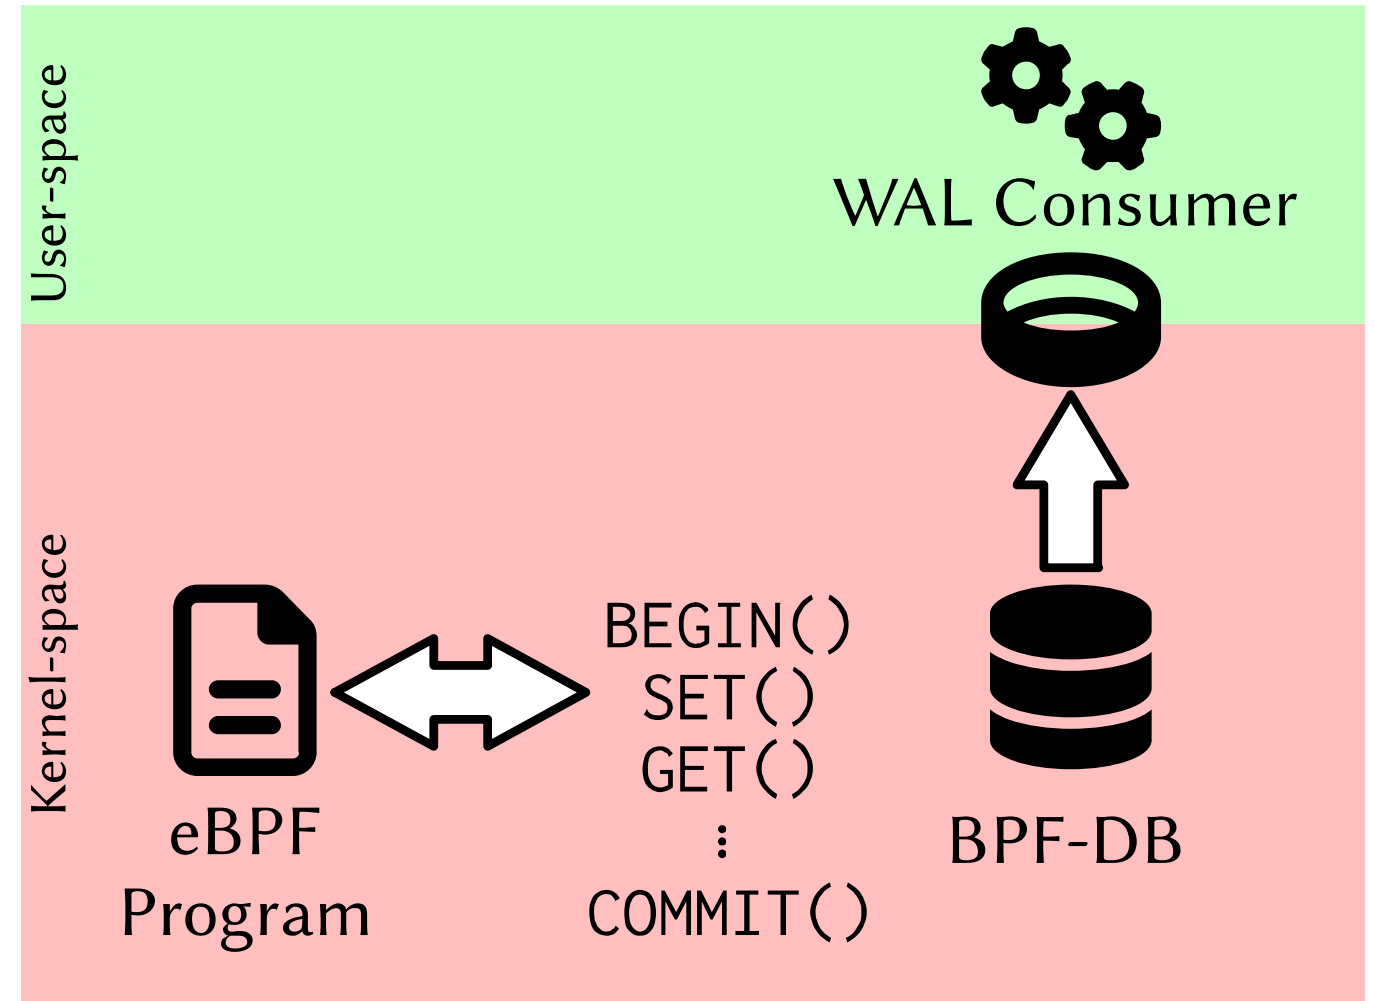 User-space
WAL Consumer
Kernel-space
eBPF
Program
BEGIN()
SET()
GET()
⋮
COMMIT()
BPF-DB